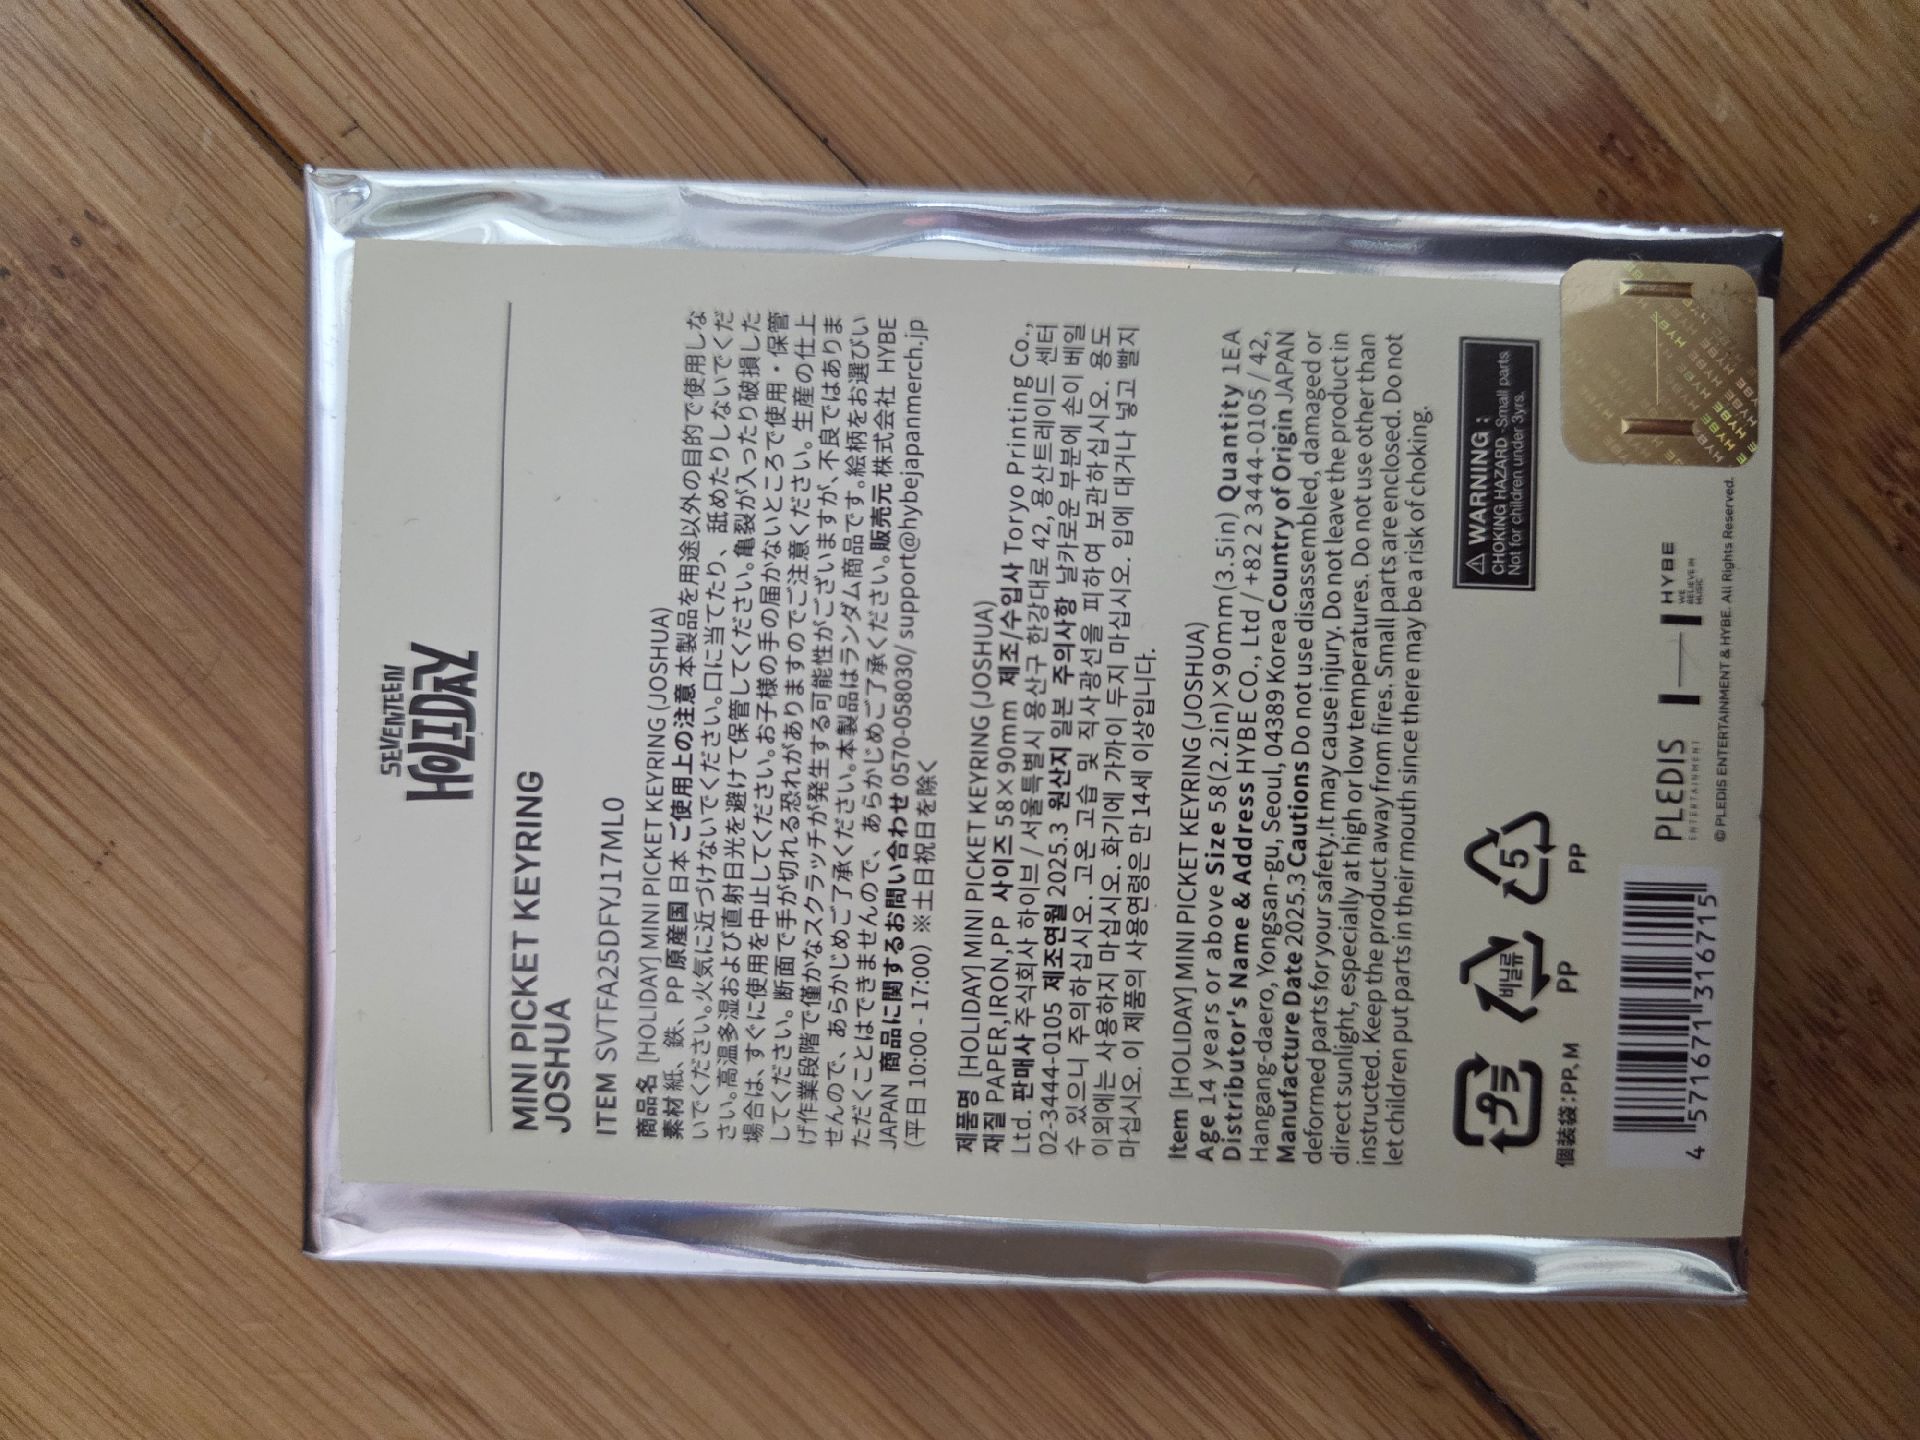 SEVENTEEN
HOLIDAY
MINI PICKET KEYRING
JOSHUA
ITEM SVTFA25DFYJ17ML0
商品名 [HOLIDAY] MINI PICKET KEYRING (JOSHUA)
素材 紙、鉄、PP 原産国 日本 ご使用上の注意 本製品を用途以外の目的で使用しな
いでください。火気に近づけないでください。口に当てたり、舐めたりしないでくだ
さい。高温多湿および直射日光を避けて保管してください。亀裂が入ったり破損した
場合は、すぐに使用を中止してください。お子様の手の届かないところで使用・保管
してください。断面で手が切れる恐れがありますのでご注意ください。生産の仕上
げ作業段階で僅かなスクラッチが発生する可能性がございますが、不良ではありま
せんので、あらかじめご了承ください。本製品はランダム商品です。絵柄をお選びい
ただくことはできませんので、あらかじめご了承ください。販売元 株式会社 HYBE
JAPAN 商品に関するお問い合わせ 0570-058030/ support@hybejapanmerch.jp
(平日 10:00 - 17:00) ※土日祝日を除く
제품명 [HOLIDAY] MINI PICKET KEYRING (JOSHUA)
재질 PAPER,IRON,PP 사이즈 58×90mm 제조/수입사 Toryo Printing Co.,
Ltd. 판매사 주식회사 하이브 / 서울특별시 용산구 한강대로 42, 용산트레이드 센터
02-3444-0105 제조연월 2025.3 원산지 일본 주의사항 날카로운 부분에 손이 베일
수 있으니 주의하십시오. 고온 고습 및 직사광선을 피하여 보관하십시오. 용도
이외에는 사용하지 마십시오. 화기에 가까이 두지 마십시오. 입에 대거나 넣고 빨지
마십시오. 이 제품의 사용연령은 만 14세 이상입니다.
Item [HOLIDAY] MINI PICKET KEYRING (JOSHUA)
Age 14 years or above Size 58(2.2in)×90mm(3.5in) Quantity 1EA
Distributor's Name & Address HYBE CO., Ltd / +82 2 3444-0105 / 42,
Hangang-daero, Yongsan-gu, Seoul, 04389 Korea Country of Origin JAPAN
Manufacture Date 2025.3 Cautions Do not use disassembled, damaged or
deformed parts for your safety.It may cause injury. Do not leave the product in
direct sunlight, especially at high or low temperatures. Do not use other than
instructed. Keep the product away from fires. Small parts are enclosed. Do not
let children put parts in their mouth since there may be a risk of choking.
WARNING :
CHOKING HAZARD -Small parts
Not for children under 3yrs.
プラ
個装袋:PP, M
비닐류
PP
5
PP
4 571671 316715
PLEDIS
ENTERTAINMENT
HYBE
WE
BELIEVE IN
MUSIC
© PLEDIS ENTERTAINMENT & HYBE. All Rights Reserved.
HYBE HYBE HYBE